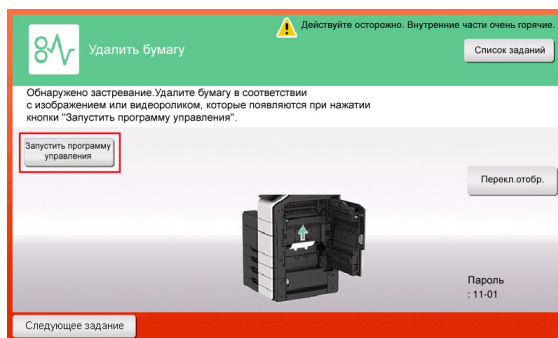 Действуйте осторожно. Внутренние части очень горячие.
Удалить бумагу
Список заданий
Обнаружено застревание.Удалите бумагу в соответствии
с изображением или видеороликом, которые появляются при нажатии
кнопки "Запустить программу управления".
Запустить программу
управления
Перекл.отобр.
Пароль
: 11-01
Следующее задание